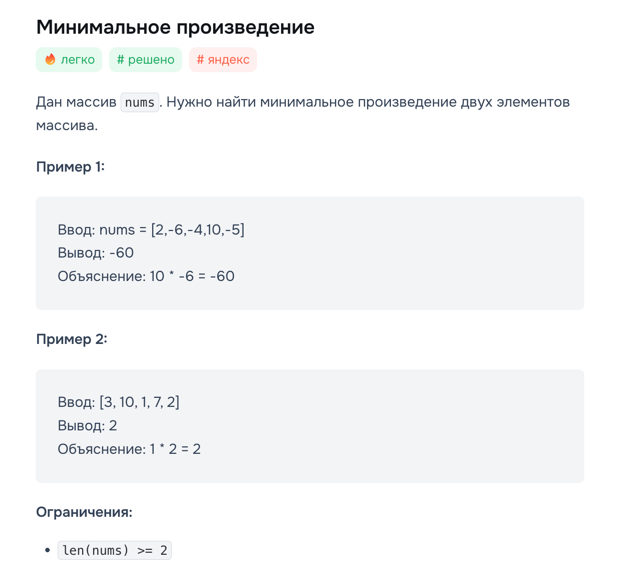 Минимальное произведение
🔥 легко # решено # яндекс
Дан массив nums. Нужно найти минимальное произведение двух элементов
массива.
Пример 1:
Ввод: nums = [2,-6,-4,10,-5]
Вывод: -60
Объяснение: 10 * -6 = -60
Пример 2:
Ввод: [3, 10, 1, 7, 2]
Вывод: 2
Объяснение: 1 * 2 = 2
Ограничения:
• len(nums) >= 2